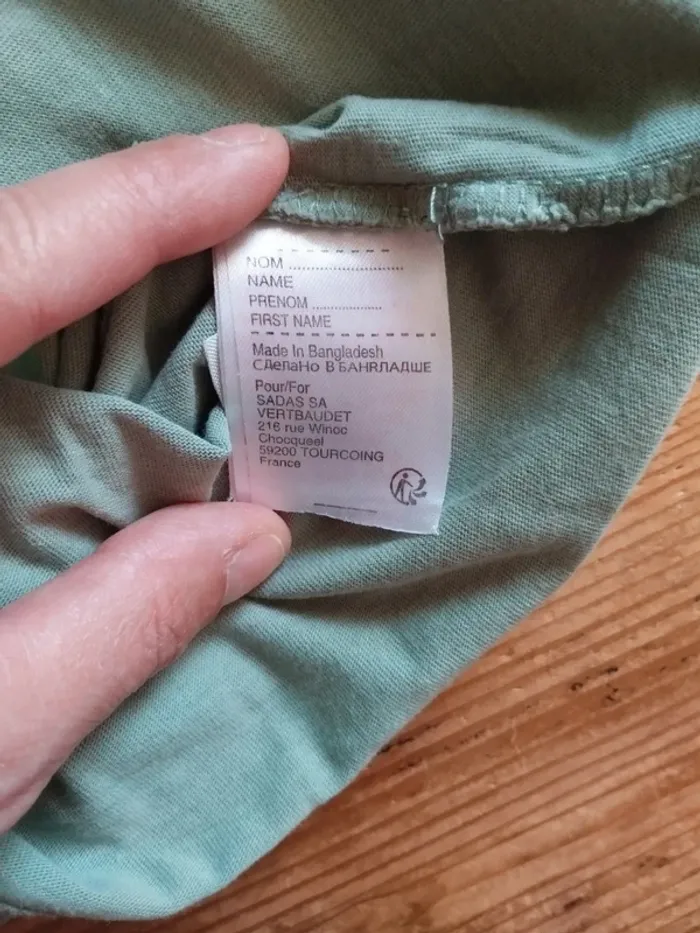 NOM ........................
NAME
PRENOM ...............
FIRST NAME
Made In Bangladesh
СДелаНо В БАНЯЛАДШЕ
Pour/For
SADAS SA
VERTBAUDET
216 rue Winoc
Chocqueel
59200 TOURCOING
France